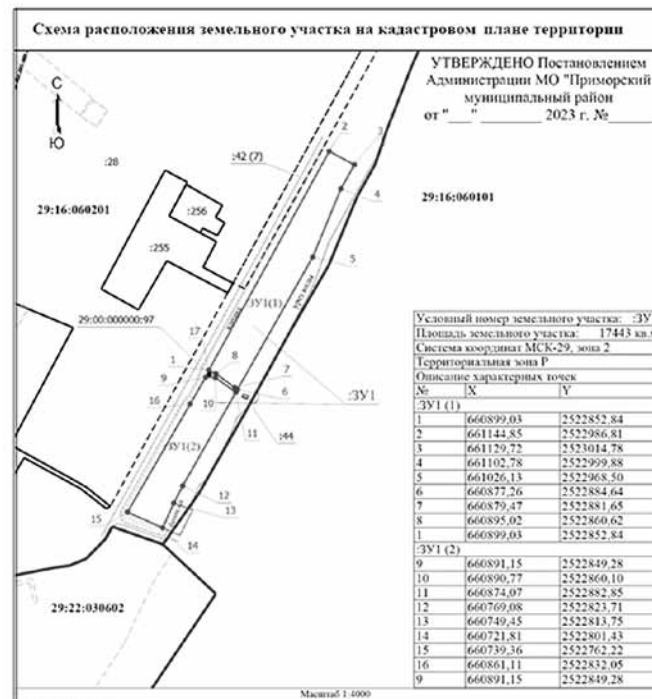 Схема расположения земельного участка на кадастровом плане территории
УТВЕРЖДЕНО Постановлением
Администрации МО "Приморский
муниципальный район
от "___" ________ 2023 г. №
С
Ю
:28
:42 (7)
2
3
4
29:16:060101
29:16:060201
:256
:255
5
:ЗУ1(1)
29:00:000000:97
17
1
8
7
9
6
:ЗУ1
16
10
11
:44
:ЗУ1(2)
12
13
15
14
29:22:030602
Условный номер земельного участка: :ЗУ
Площадь земельного участка: 17443 кв.
Система координат МСК-29, зона 2
Территориальная зона Р
Описание характерных точек
№ X Y
:ЗУ1 (1)
1 660899,03 2522852,84
2 661144,85 2522986,81
3 661129,72 2523014,78
4 661102,78 2522999,88
5 661026,13 2522968,50
6 660877,26 2522884,64
7 660879,47 2522881,65
8 660895,02 2522860,62
1 660899,03 2522852,84
:ЗУ1 (2)
9 660891,15 2522849,28
10 660890,77 2522860,10
11 660874,07 2522882,85
12 660769,08 2522823,71
13 660749,45 2522813,75
14 660721,81 2522801,43
15 660739,36 2522762,22
16 660861,11 2522832,05
9 660891,15 2522849,28
Масштаб 1:4000